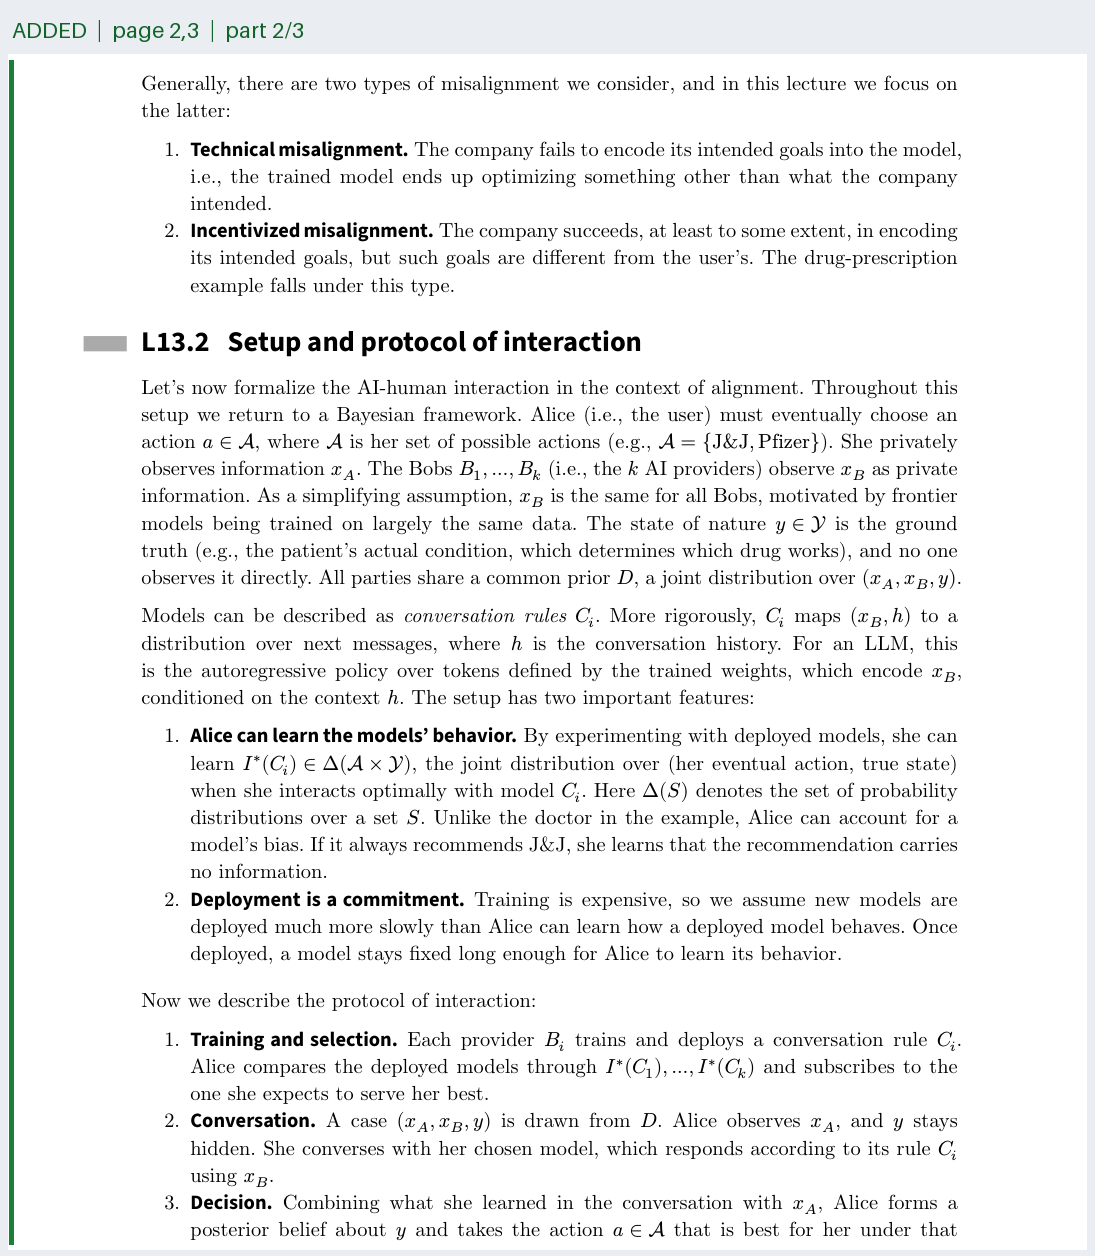 ADDED | page 2,3 | part 2/3
Generally, there are two types of misalignment we consider, and in this lecture we focus on
the latter:
1. Technical misalignment. The company fails to encode its intended goals into the model,
i.e., the trained model ends up optimizing something other than what the company
intended.
2. Incentivized misalignment. The company succeeds, at least to some extent, in encoding
its intended goals, but such goals are different from the user's. The drug-prescription
example falls under this type.
L13.2 Setup and protocol of interaction
Let's now formalize the AI-human interaction in the context of alignment. Throughout this
setup we return to a Bayesian framework. Alice (i.e., the user) must eventually choose an
action a ∈ 𝒜, where 𝒜 is her set of possible actions (e.g., 𝒜 = {J&J, Pfizer}). She privately
observes information x_A. The Bobs B_1, ..., B_k (i.e., the k AI providers) observe x_B as private
information. As a simplifying assumption, x_B is the same for all Bobs, motivated by frontier
models being trained on largely the same data. The state of nature y ∈ 𝒴 is the ground
truth (e.g., the patient's actual condition, which determines which drug works), and no one
observes it directly. All parties share a common prior D, a joint distribution over (x_A, x_B, y).
Models can be described as conversation rules C_i. More rigorously, C_i maps (x_B, h) to a
distribution over next messages, where h is the conversation history. For an LLM, this
is the autoregressive policy over tokens defined by the trained weights, which encode x_B,
conditioned on the context h. The setup has two important features:
1. Alice can learn the models' behavior. By experimenting with deployed models, she can
learn I*(C_i) ∈ Δ(𝒜 × 𝒴), the joint distribution over (her eventual action, true state)
when she interacts optimally with model C_i. Here Δ(S) denotes the set of probability
distributions over a set S. Unlike the doctor in the example, Alice can account for a
model's bias. If it always recommends J&J, she learns that the recommendation carries
no information.
2. Deployment is a commitment. Training is expensive, so we assume new models are
deployed much more slowly than Alice can learn how a deployed model behaves. Once
deployed, a model stays fixed long enough for Alice to learn its behavior.
Now we describe the protocol of interaction:
1. Training and selection. Each provider B_i trains and deploys a conversation rule C_i.
Alice compares the deployed models through I*(C_1), ..., I*(C_k) and subscribes to the
one she expects to serve her best.
2. Conversation. A case (x_A, x_B, y) is drawn from D. Alice observes x_A, and y stays
hidden. She converses with her chosen model, which responds according to its rule C_i
using x_B.
3. Decision. Combining what she learned in the conversation with x_A, Alice forms a
posterior belief about y and takes the action a ∈ 𝒜 that is best for her under that